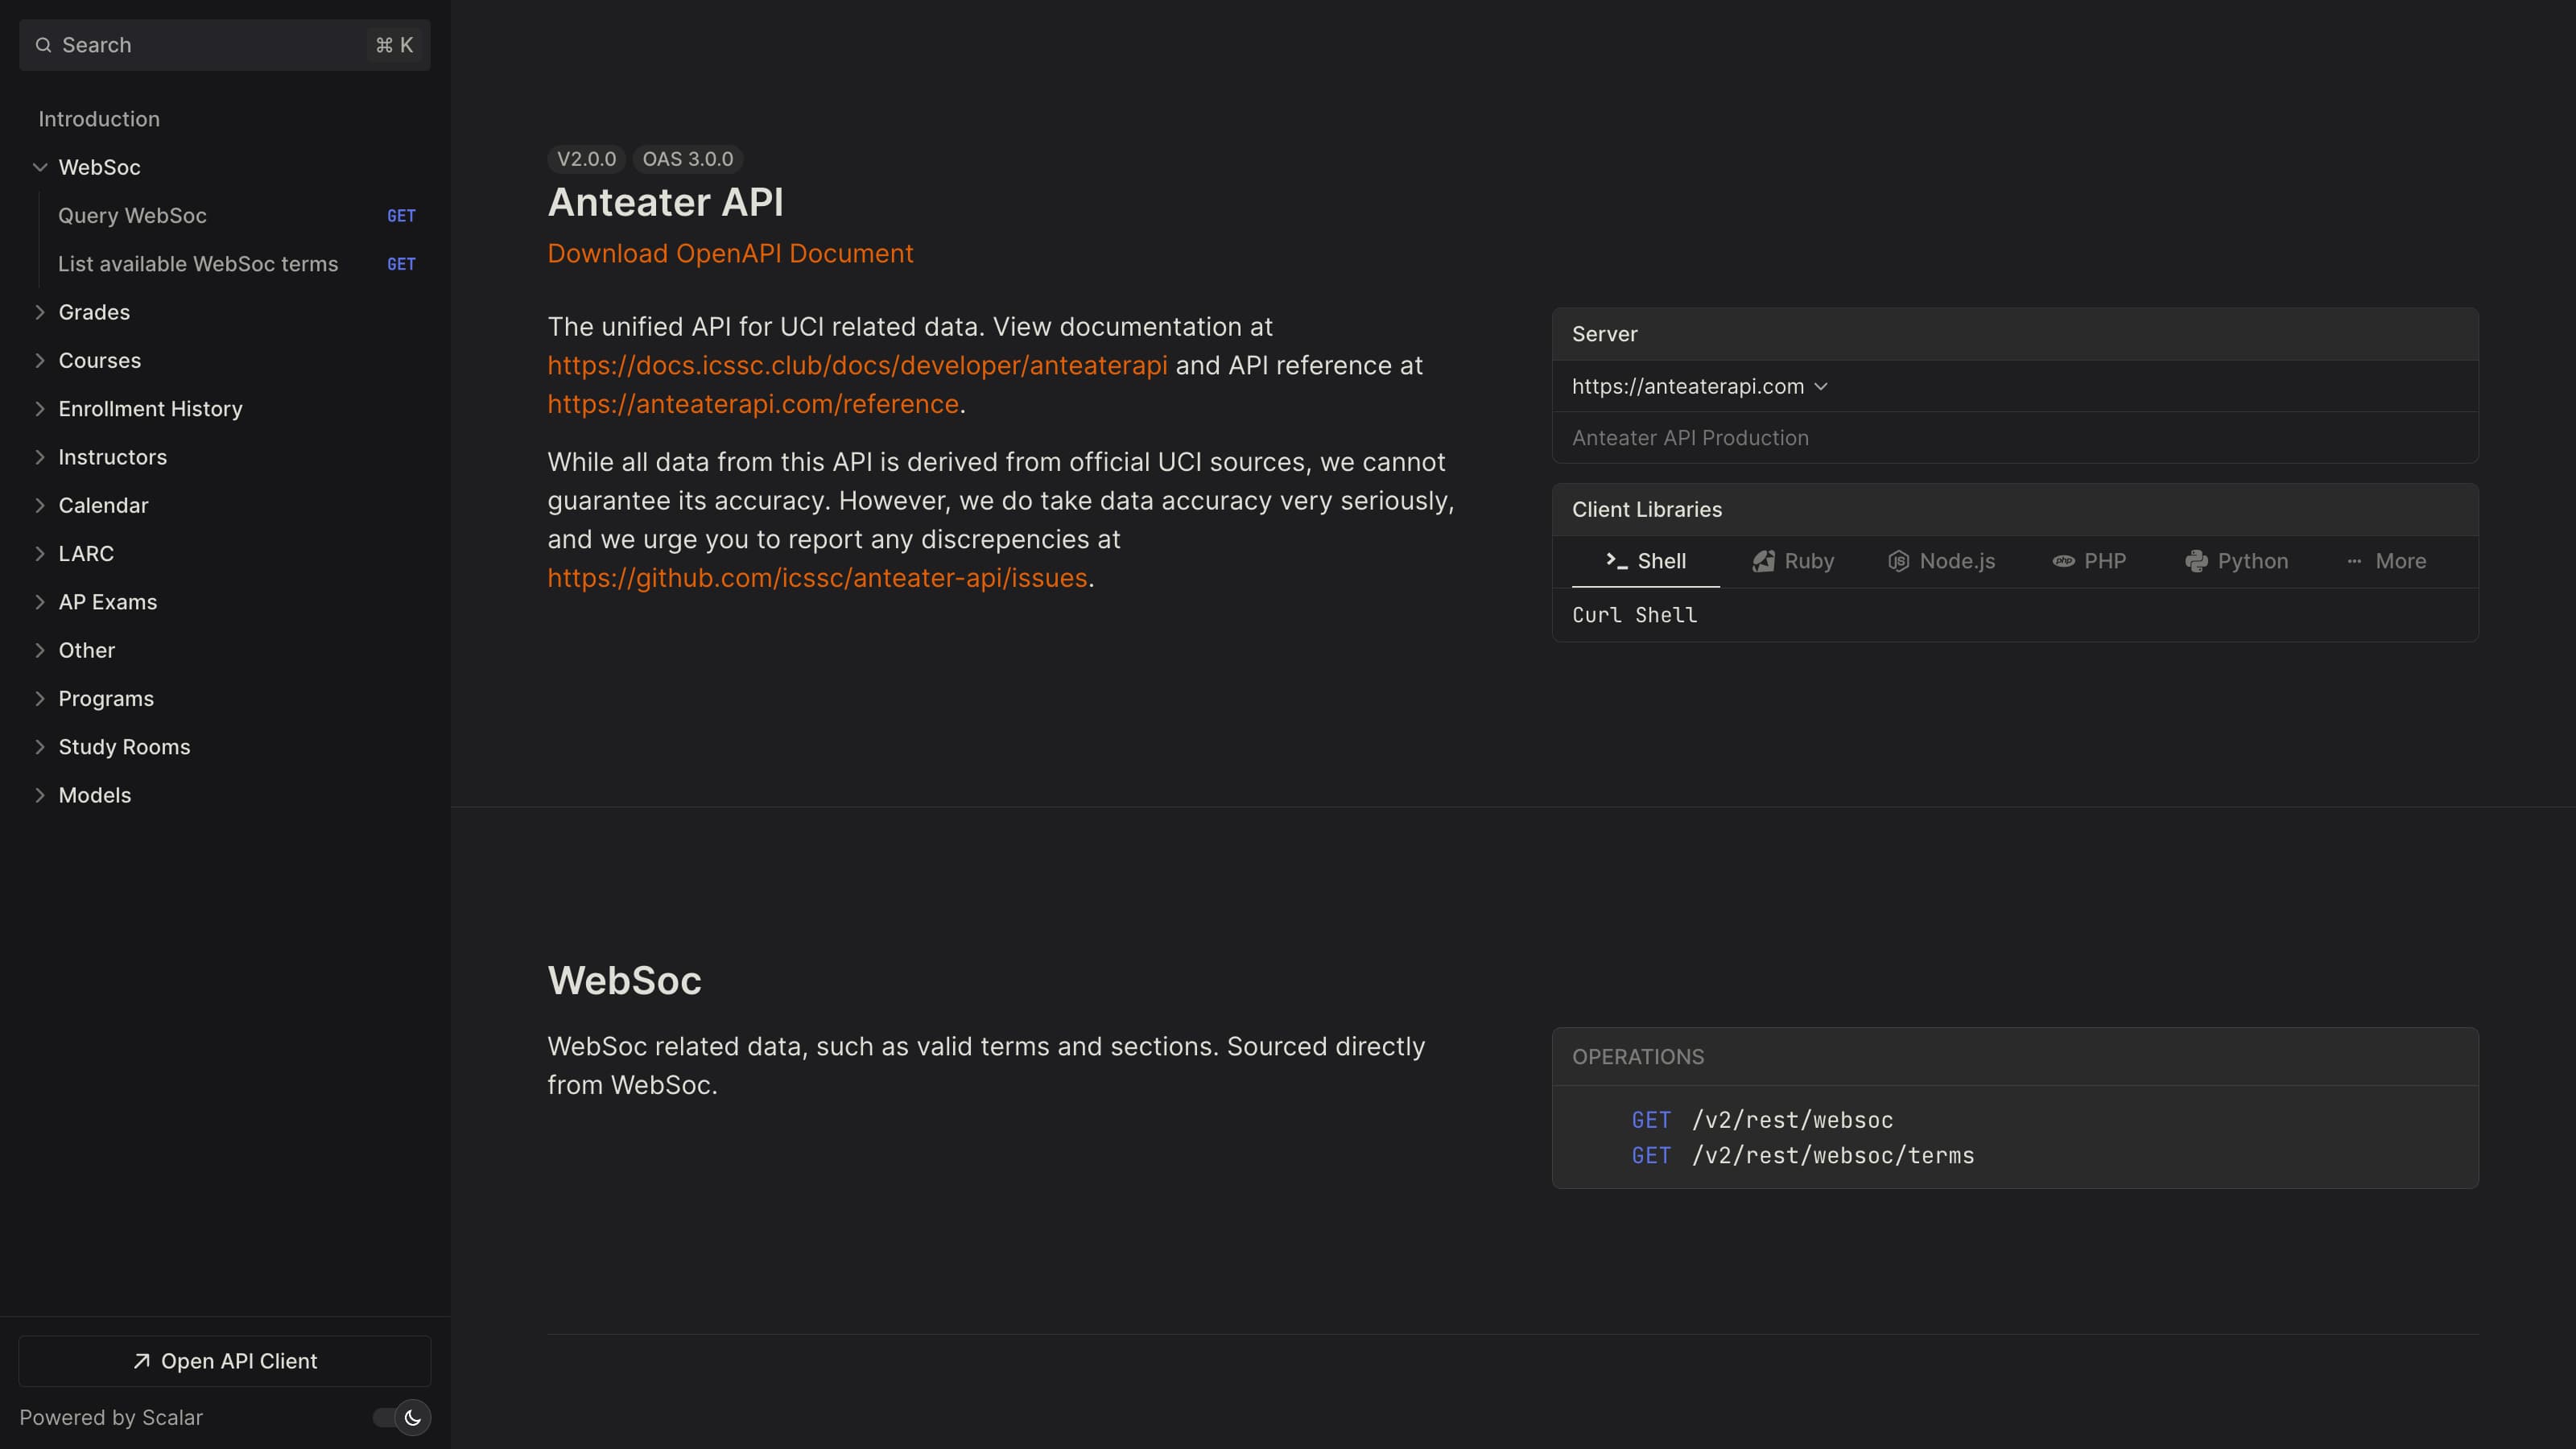 Search ⌘ K
Introduction
WebSoc
Query WebSoc GET
List available WebSoc terms GET
Grades
Courses
Enrollment History
Instructors
Calendar
LARC
AP Exams
Other
Programs
Study Rooms
Models
Open API Client
Powered by Scalar
V2.0.0 OAS 3.0.0
Anteater API
Download OpenAPI Document
The unified API for UCI related data. View documentation at
https://docs.icssc.club/docs/developer/anteaterapi and API reference at
https://anteaterapi.com/reference.
While all data from this API is derived from official UCI sources, we cannot
guarantee its accuracy. However, we do take data accuracy very seriously,
and we urge you to report any discrepencies at
https://github.com/icssc/anteater-api/issues.
Server
https://anteaterapi.com
Anteater API Production
Client Libraries
Shell Ruby Node.js PHP Python More
Curl Shell
WebSoc
WebSoc related data, such as valid terms and sections. Sourced directly
from WebSoc.
OPERATIONS
GET /v2/rest/websoc
GET /v2/rest/websoc/terms